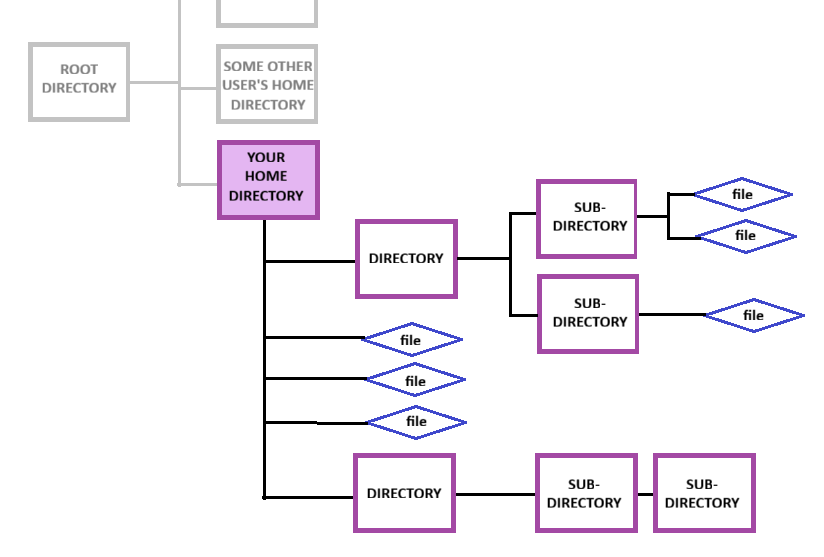 ROOT
DIRECTORY
SOME OTHER
USER'S HOME
DIRECTORY
YOUR
HOME
DIRECTORY
DIRECTORY
SUB-
DIRECTORY
file
file
SUB-
DIRECTORY
file
file
file
file
DIRECTORY
SUB-
DIRECTORY
SUB-
DIRECTORY